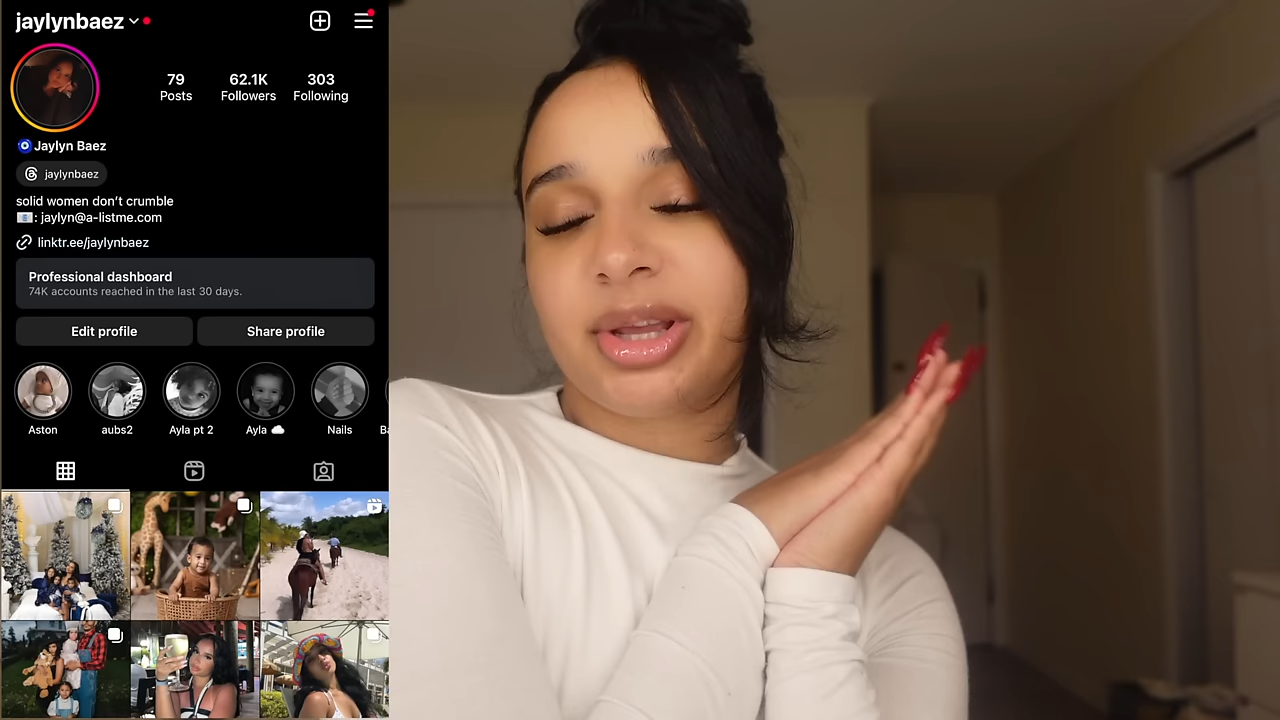 jaylynbaez
79 62.1K 303
Posts Followers Following
Jaylyn Baez
jaylynbaez
solid women don't crumble
📧: jaylyn@a-listme.com
linktr.ee/jaylynbaez
Professional dashboard
74K accounts reached in the last 30 days.
Edit profile Share profile
Aston aubs2 Ayla pt 2 Ayla ☁️ Nails Ba